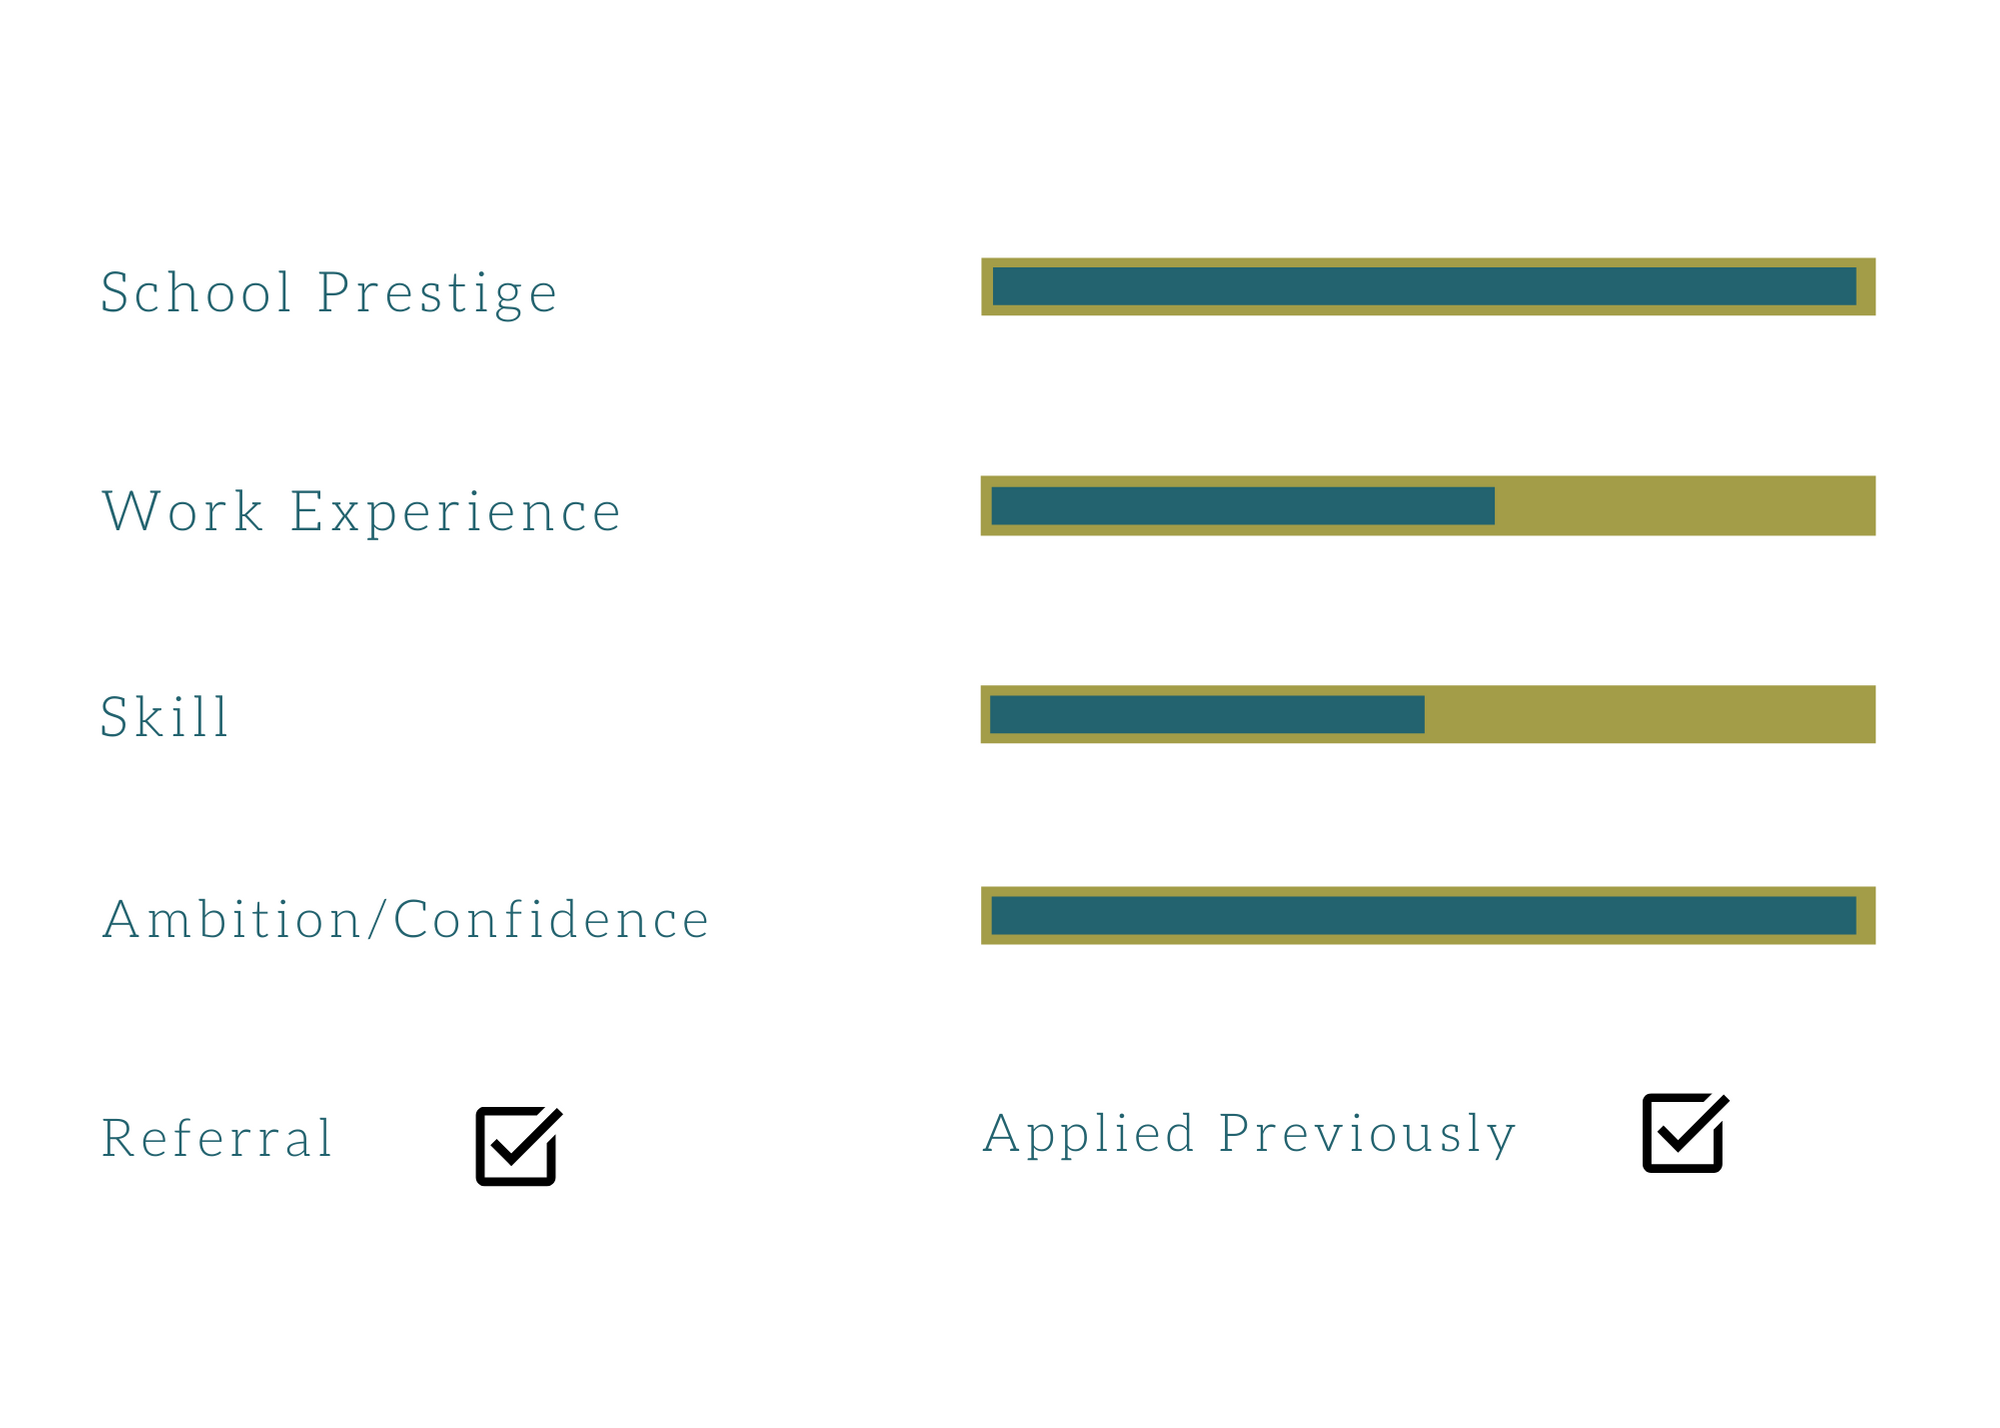 School Prestige
Work Experience
Skill
Ambition/Confidence
Referral
Applied Previously